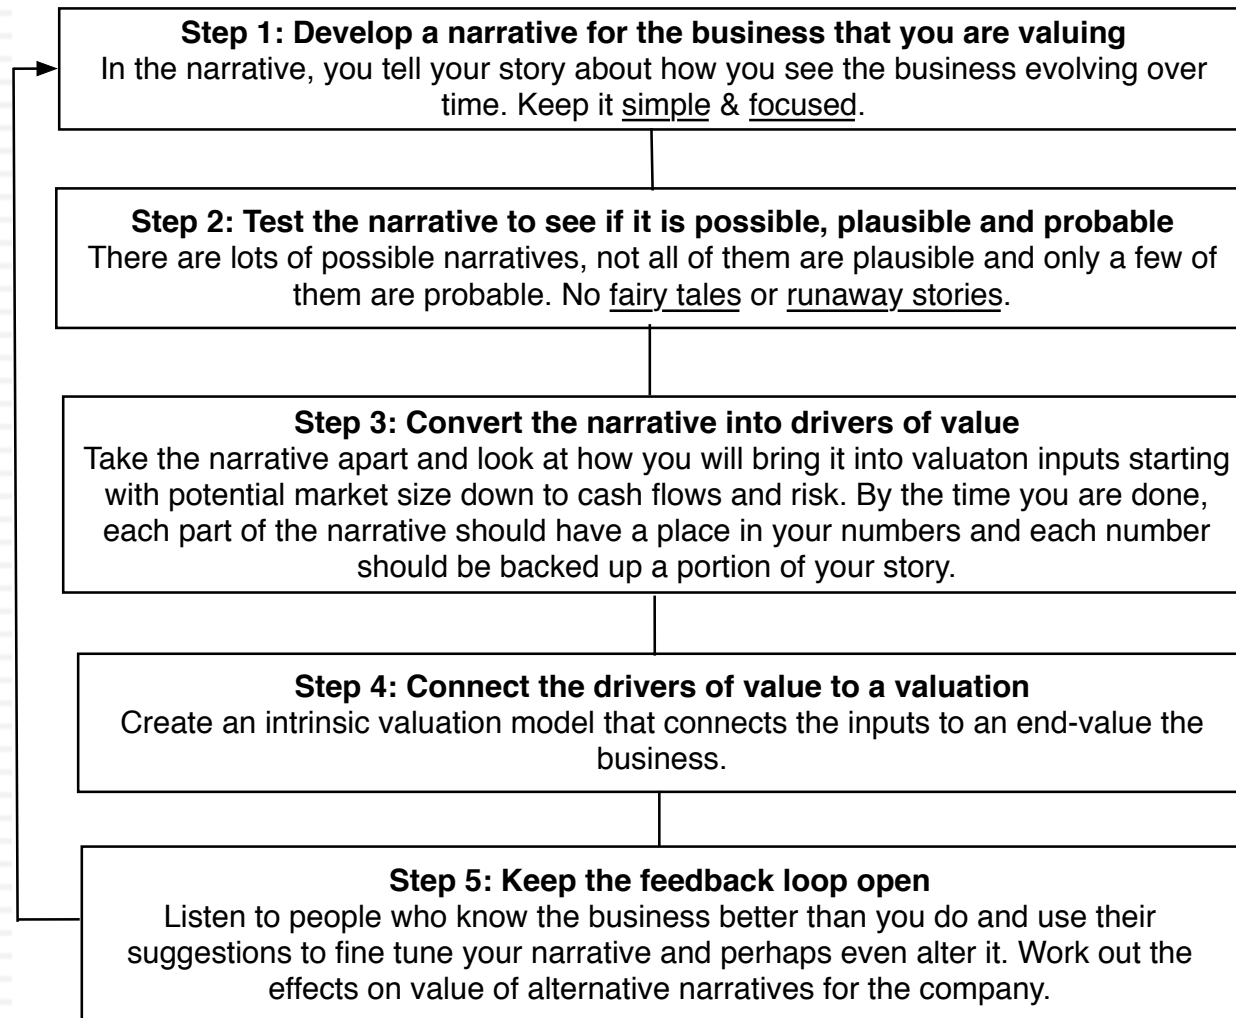 Step 1: Develop a narrative for the business that you are valuing
In the narrative, you tell your story about how you see the business evolving over
time. Keep it simple & focused.
Step 2: Test the narrative to see if it is possible, plausible and probable
There are lots of possible narratives, not all of them are plausible and only a few of
them are probable. No fairy tales or runaway stories.
Step 3: Convert the narrative into drivers of value
Take the narrative apart and look at how you will bring it into valuaton inputs starting
with potential market size down to cash flows and risk. By the time you are done,
each part of the narrative should have a place in your numbers and each number
should be backed up a portion of your story.
Step 4: Connect the drivers of value to a valuation
Create an intrinsic valuation model that connects the inputs to an end-value the
business.
Step 5: Keep the feedback loop open
Listen to people who know the business better than you do and use their
suggestions to fine tune your narrative and perhaps even alter it. Work out the
effects on value of alternative narratives for the company.